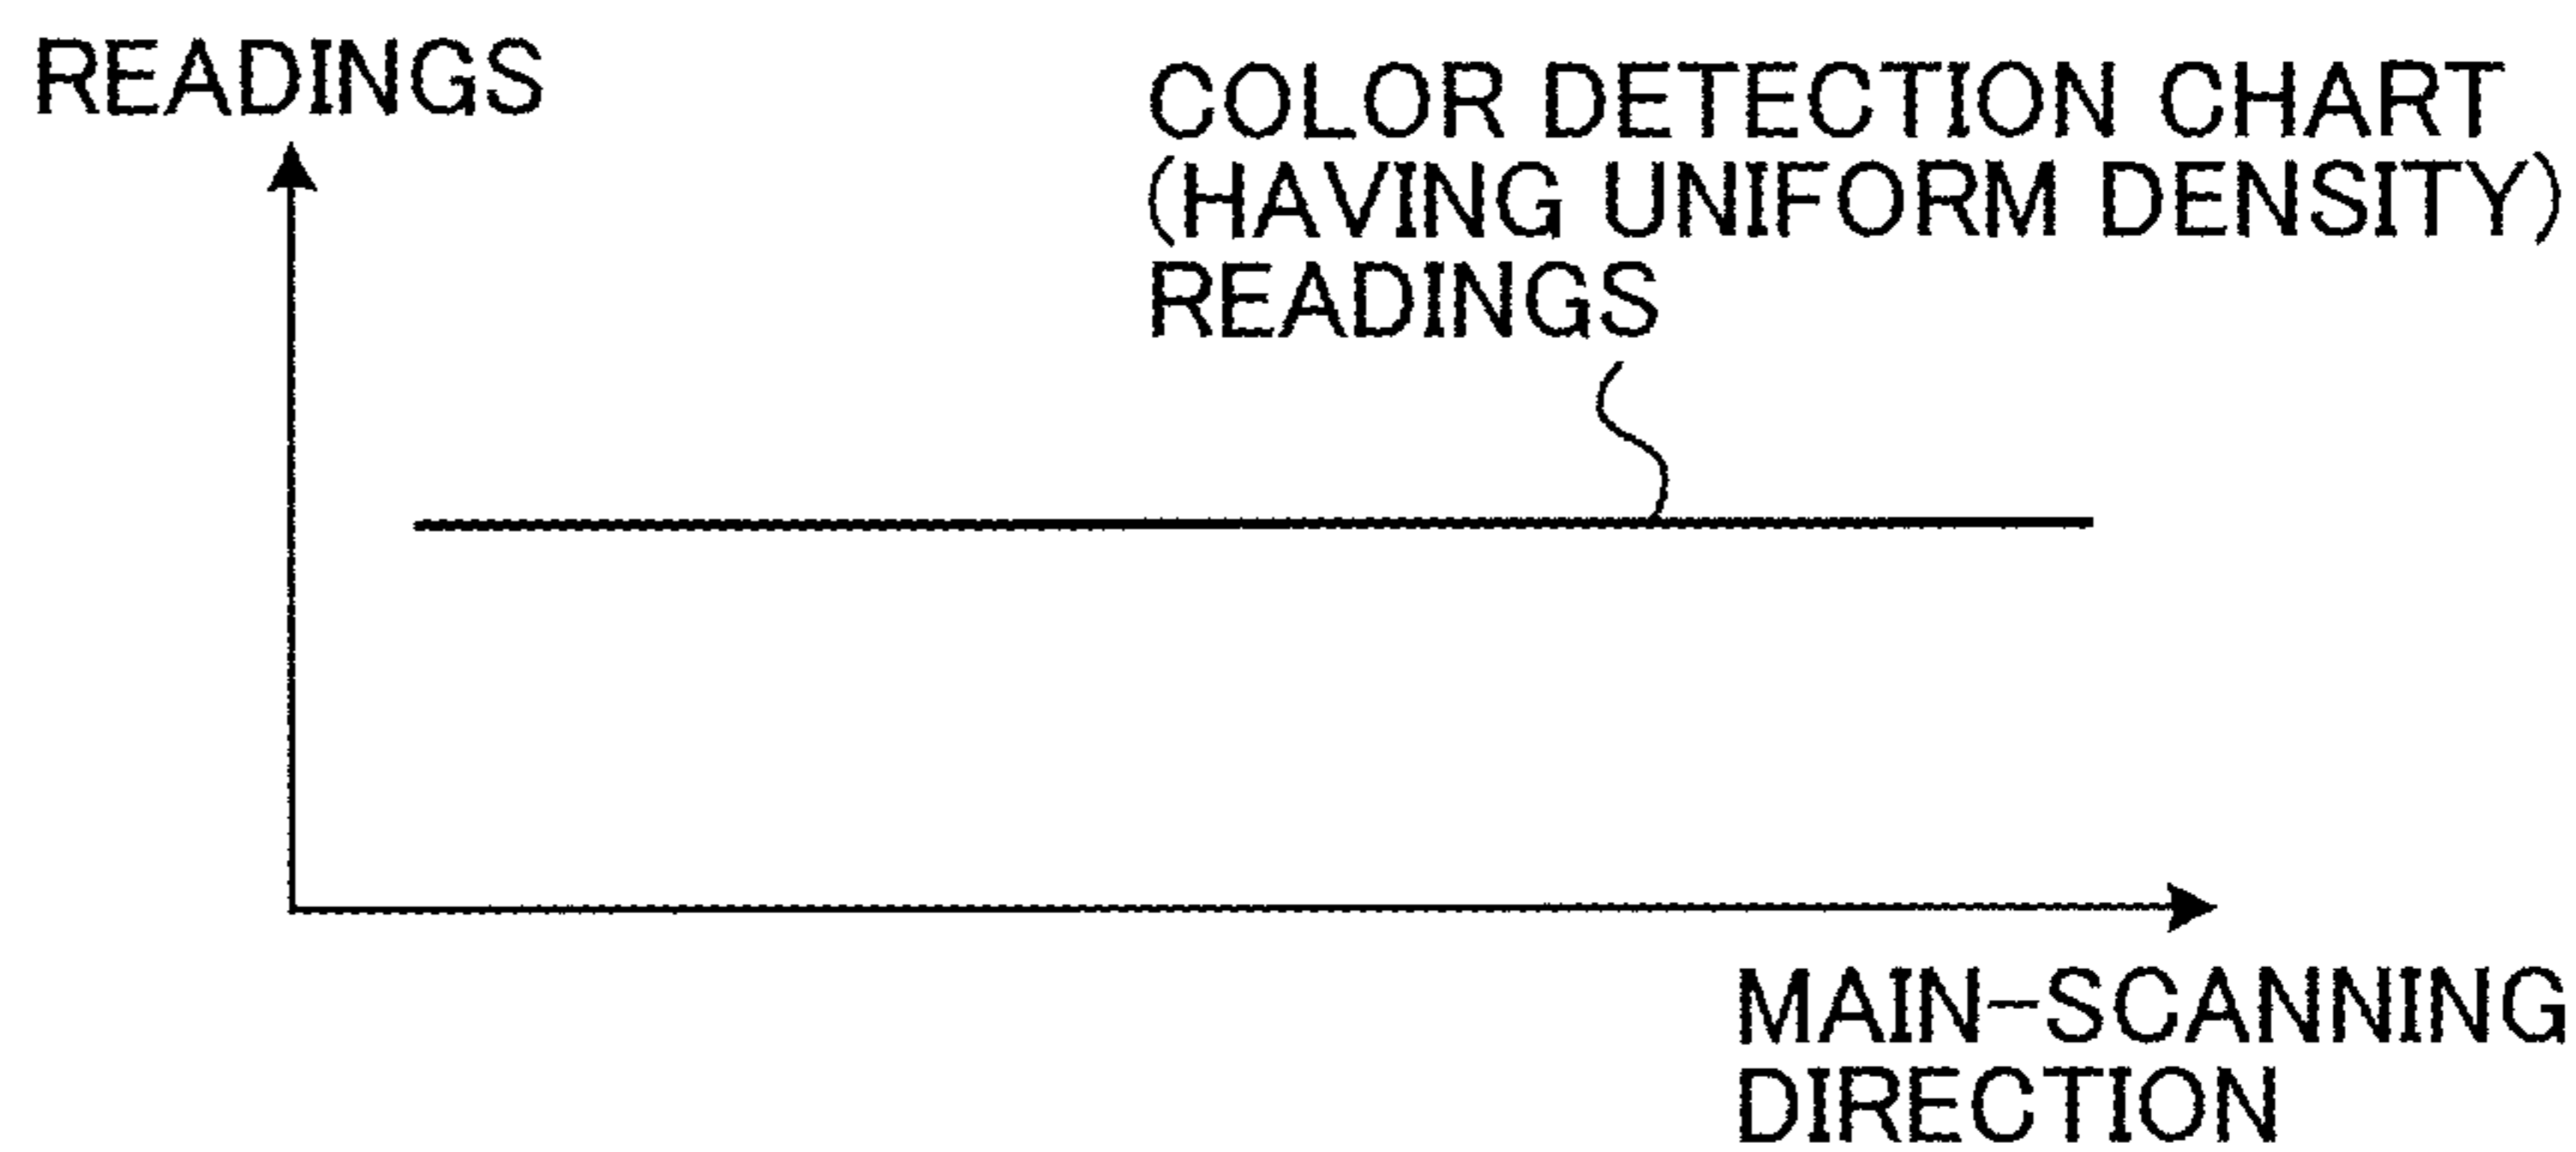 READINGS
COLOR DETECTION CHART
(HAVING UNIFORM DENSITY)
READINGS
MAIN-SCANNING
DIRECTION